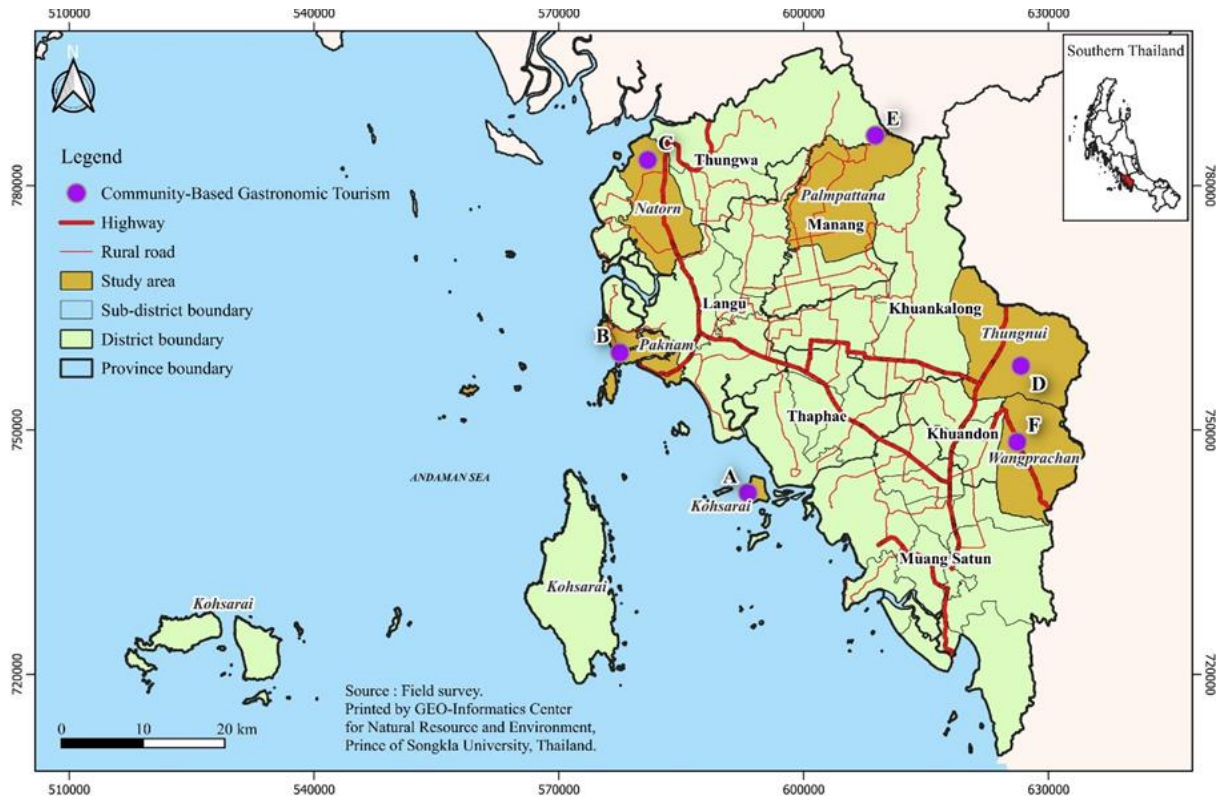 510000
540000
570000
600000
630000
N
Southern Thailand
Legend
Community-Based Gastronomic Tourism
Highway
Rural road
Study area
Sub-district boundary
District boundary
Province boundary
780000
780000
750000
750000
720000
720000
E
C
Thungwa
Natorn
Palmpattana
Manang
Langu
Khuankalong
Thungnui
B
Paknam
D
Thaphae
Khuandon
F
Wangprachan
ANDAMAN SEA
A
Kohsarai
Muang Satun
Kohsarai
Kohsarai
Source : Field survey.
Printed by GEO-Informatics Center
for Natural Resource and Environment,
Prince of Songkla University, Thailand.
0 10 20 km
510000
540000
570000
600000
630000